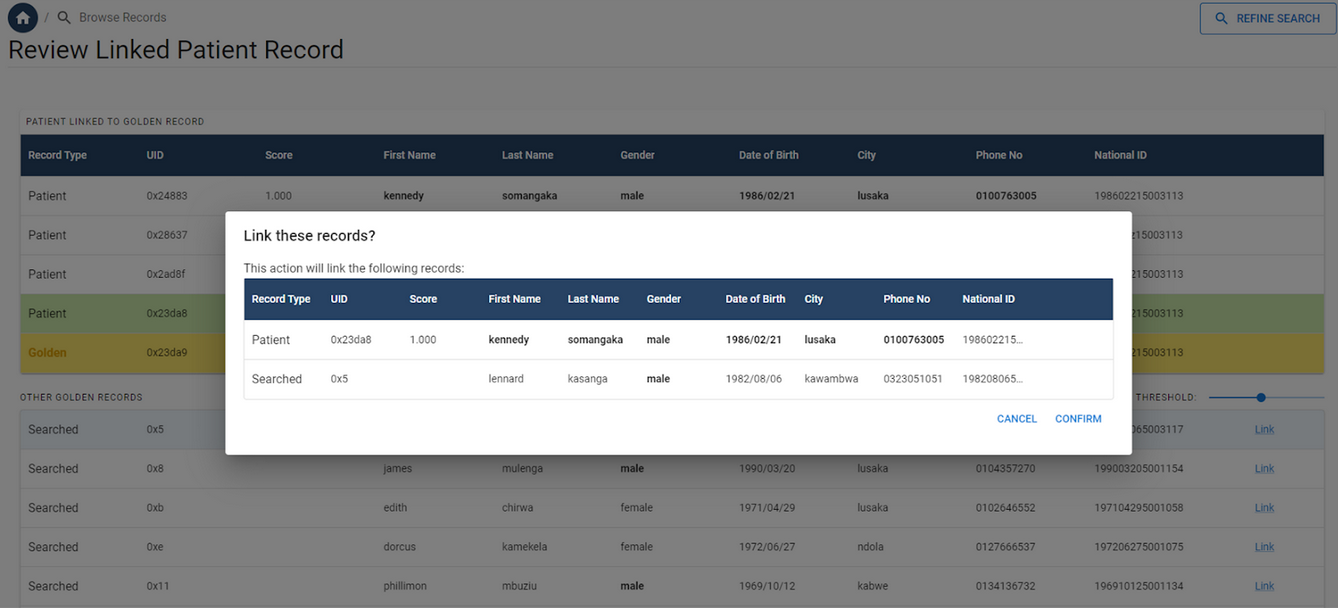 / Browse Records
REFINE SEARCH
Review Linked Patient Record
PATIENT LINKED TO GOLDEN RECORD
Record Type UID Score First Name Last Name Gender Date of Birth City Phone No National ID
Patient 0x24883 1.000 kennedy somangaka male 1986/02/21 lusaka 0100763005 198602215003113
Patient 0x28637 215003113
Patient 0x2ad8f 215003113
Patient 0x23da8 215003113
Golden 0x23da9 215003113
Link these records?
This action will link the following records:
Record Type UID Score First Name Last Name Gender Date of Birth City Phone No National ID
Patient 0x23da8 1.000 kennedy somangaka male 1986/02/21 lusaka 0100763005 198602215...
Searched 0x5 lennard kasanga male 1982/08/06 kawambwa 0323051051 198208065...
CANCEL CONFIRM
OTHER GOLDEN RECORDS THRESHOLD:
Searched 0x5 065003117 Link
Searched 0x8 james mulenga male 1990/03/20 lusaka 0104357270 199003205001154 Link
Searched 0xb edith chirwa female 1971/04/29 lusaka 0102646552 197104295001058 Link
Searched 0xe dorcus kamekela female 1972/06/27 ndola 0127666537 197206275001075 Link
Searched 0x11 phillimon mbuziu male 1969/10/12 kabwe 0134136732 196910125001134 Link